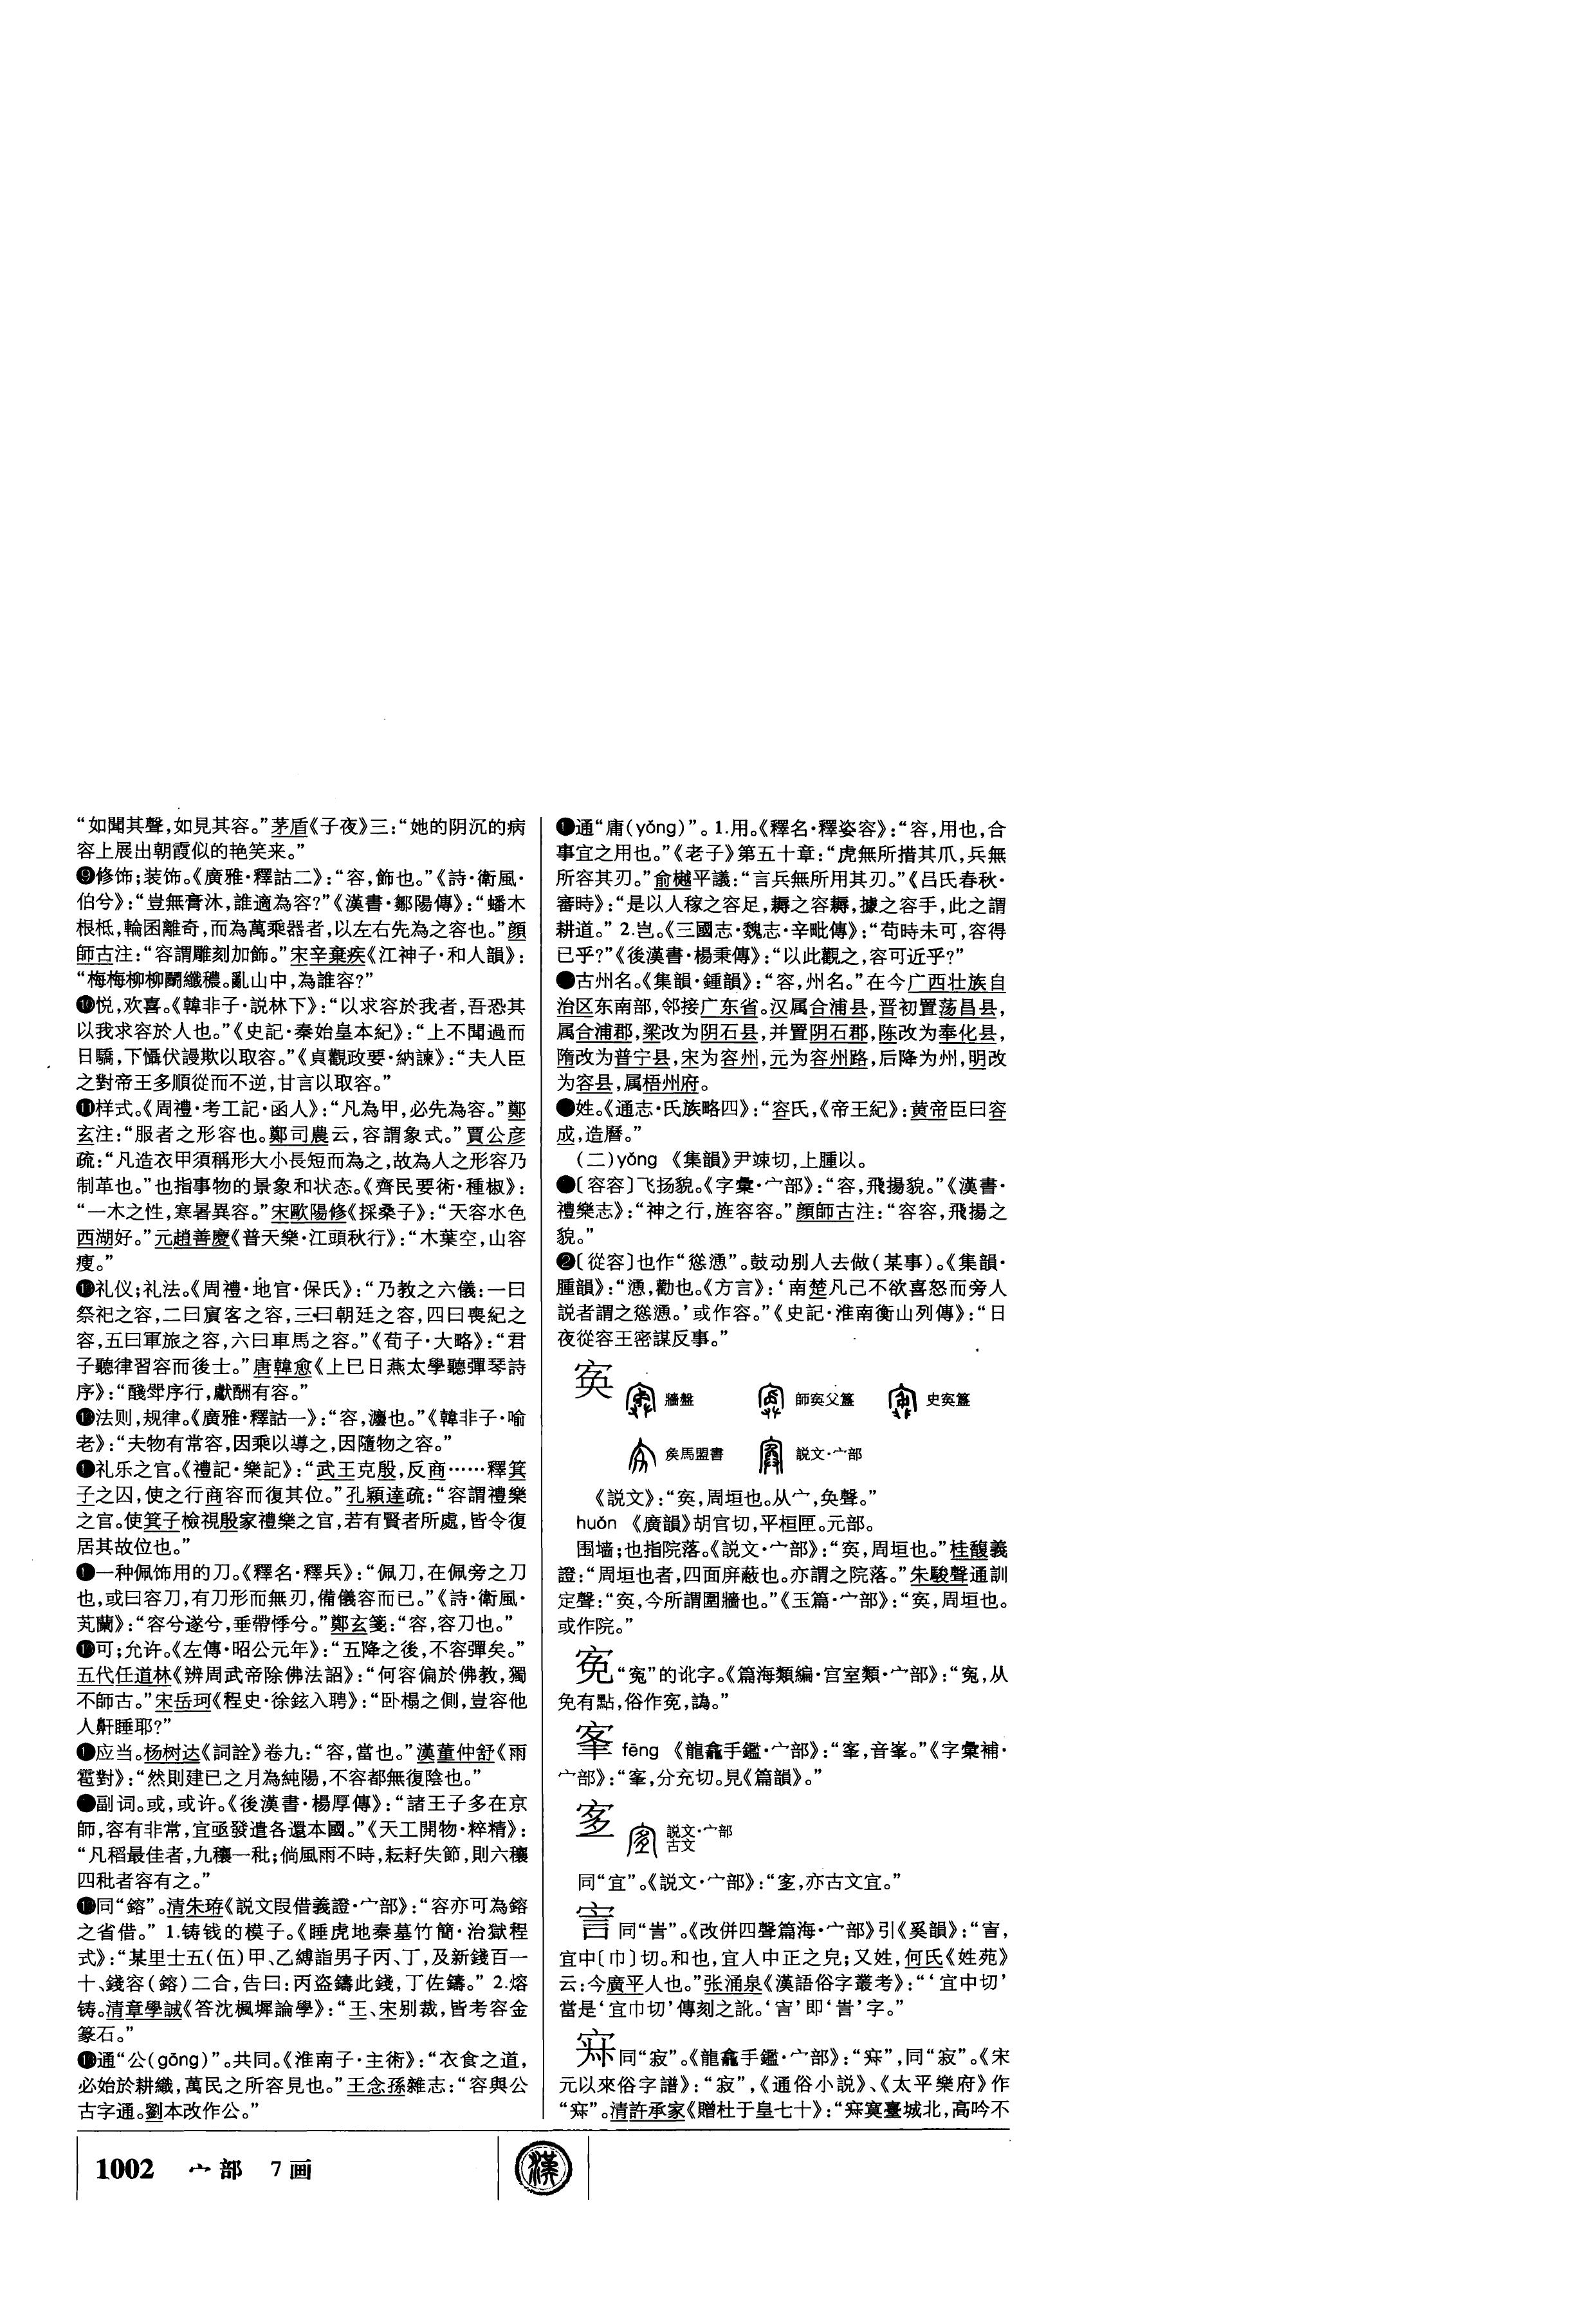 “如聞其聲，如見其容。”茅盾《子夜》三：“她的阴沉的病
容上展出朝霞似的艳笑来。”
❾修饰；装饰。《廣雅·釋詁二》：“容，飾也。”《詩·衛風·
伯兮》：“豈無膏沐，誰適為容？”《漢書·鄒陽傳》：“蟠木
根柢，輪囷離奇，而為萬乘器者，以左右先為之容也。”顔
師古注：“容謂雕刻加飾。”宋辛棄疾《江神子·和人韻》：
“梅梅柳柳鬭纖穠。亂山中，為誰容？”
❿悦，欢喜。《韓非子·説林下》：“以求容於我者，吾恐其
以我求容於人也。”《史記·秦始皇本紀》：“上不聞過而
日驕，下懾伏謾欺以取容。”《貞觀政要·納諫》：“夫人臣
之對帝王多順從而不逆，甘言以取容。”
⓫样式。《周禮·考工記·函人》：“凡為甲，必先為容。”鄭
玄注：“服者之形容也。鄭司農云，容謂象式。”賈公彦
疏：“凡造衣甲須稱形大小長短而為之，故為人之形容乃
制革也。”也指事物的景象和状态。《齊民要術·種椒》：
“一木之性，寒暑異容。”宋歐陽修《採桑子》：“天容水色
西湖好。”元趙善慶《普天樂·江頭秋行》：“木葉空，山容
瘦。”
礼仪；礼法。《周禮·地官·保氏》：“乃教之六儀：一曰
祭祀之容，二曰賓客之容，三曰朝廷之容，四曰喪紀之
容，五曰軍旅之容，六曰車馬之容。”《荀子·大略》：“君
子聽律習容而後士。”唐韓愈《上巳日燕太學聽彈琴詩
序》：“醆斝序行，獻酬有容。”
法则，规律。《廣雅·釋詁一》：“容，灋也。”《韓非子·喻
老》：“夫物有常容，因乘以導之，因隨物之容。”
礼乐之官。《禮記·樂記》：“武王克殷，反商……釋箕
子之囚，使之行商容而復其位。”孔穎達疏：“容謂禮樂
之官。使箕子檢視殷家禮樂之官，若有賢者所處，皆令復
居其故位也。”
一种佩饰用的刀。《釋名·釋兵》：“佩刀，在佩旁之刀
也，或曰容刀，有刀形而無刃，備儀容而已。”《詩·衛風·
芄蘭》：“容兮遂兮，垂帶悸兮。”鄭玄箋：“容，容刀也。”
可；允许。《左傳·昭公元年》：“五降之後，不容彈矣。”
五代任道林《辨周武帝除佛法詔》：“何容偏於佛教，獨
不師古。”宋岳珂《桯史·徐鉉入聘》：“卧榻之側，豈容他
人鼾睡耶？”
应当。杨树达《詞詮》卷九：“容，當也。”漢董仲舒《雨
雹對》：“然則建巳之月為純陽，不容都無復陰也。”
副词。或，或许。《後漢書·楊厚傳》：“諸王子多在京
師，容有非常，宜亟發遣各還本國。”《天工開物·粹精》：
“凡稻最佳者，九穰一秕；倘風雨不時，耘耔失節，則六穰
四秕者容有之。”
同“鎔”。清朱珔《説文叚借義證·宀部》：“容亦可為鎔
之省借。” 1.铸钱的模子。《睡虎地秦墓竹簡·治獄程
式》：“某里士五（伍）甲、乙縛詣男子丙、丁，及新錢百一
十、錢容（鎔）二合，告曰：丙盗鑄此錢，丁佐鑄。” 2.熔
铸。清章學誠《答沈楓墀論學》：“王、宋别裁，皆考容金
篆石。”
通“公（gōng）”。共同。《淮南子·主術》：“衣食之道，
必始於耕織，萬民之所容見也。”王念孫雜志：“容與公
古字通。劉本改作公。”
通“庸（yǒng）”。1.用。《釋名·釋姿容》：“容，用也，合
事宜之用也。”《老子》第五十章：“虎無所措其爪，兵無
所容其刃。”俞樾平議：“言兵無所用其刃。”《吕氏春秋·
審時》：“是以人稼之容足，耨之容耨，據之容手，此之謂
耕道。” 2.岂。《三國志·魏志·辛毗傳》：“苟時未可，容得
已乎？”《後漢書·楊秉傳》：“以此觀之，容可近乎？”
古州名。《集韻·鍾韻》：“容，州名。”在今广西壮族自
治区东南部，邻接广东省。汉属合浦县，晋初置荡昌县，
属合浦郡，梁改为阴石县，并置阴石郡，陈改为奉化县，
隋改为普宁县，宋为容州，元为容州路，后降为州，明改
为容县，属梧州府。
姓。《通志·氏族略四》：“容氏，《帝王紀》：黄帝臣曰容
成，造曆。”
（二）yǒng 《集韻》尹竦切，上腫以。
〔容容〕飞扬貌。《字彙·宀部》：“容，飛揚貌。”《漢書·
禮樂志》：“神之行，旌容容。”顔師古注：“容容，飛揚之
貌。”
❷〔從容〕也作“慫慂”。鼓动别人去做（某事）。《集韻·
腫韻》：“慂，勸也。《方言》：‘南楚凡己不欲喜怒而旁人
説者謂之慫慂。’或作容。”《史記·淮南衡山列傳》：“日
夜從容王密謀反事。”
寏 牆盤 師寏父簋 史寏簋
侯馬盟書 説文·宀部
《説文》：“寏，周垣也。从宀，奂聲。”
huǒn 《廣韻》胡官切，平桓匣。元部。
围墙；也指院落。《説文·宀部》：“寏，周垣也。”桂馥義
證：“周垣也者，四面屏蔽也。亦謂之院落。”朱駿聲通訓
定聲：“寏，今所謂圍牆也。”《玉篇·宀部》：“寏，周垣也。
或作院。”
寃 “寃”的讹字。《篇海類編·宫室類·宀部》：“寃，从
免有點，俗作𡨚，譌。”
𡨛 fēng 《龍龕手鑑·宀部》：“𡨛，音峯。”《字彙補·
宀部》：“𡨛，分充切。見《篇韻》。”
𡨆 説文·宀部
古文
同“宜”。《説文·宀部》：“𡨆，亦古文宜。”
同“訔”。《改併四聲篇海·宀部》引《奚韻》：“
宜中〔巾〕切。和也，宜人中正之皃；又姓，何氏《姓苑》
云：今廣平人也。”张涌泉《漢語俗字叢考》：“‘宜中切’
當是‘宜巾切’傳刻之訛。
同“寂”。《龍龕手鑑·宀部》： 同“寂”。《宋
元以來俗字譜》：“寂”，《通俗小説》、《太平樂府》作
清許承家《贈杜于皇七十》： 寞臺城北，高吟不
1002 宀部 7画
漢